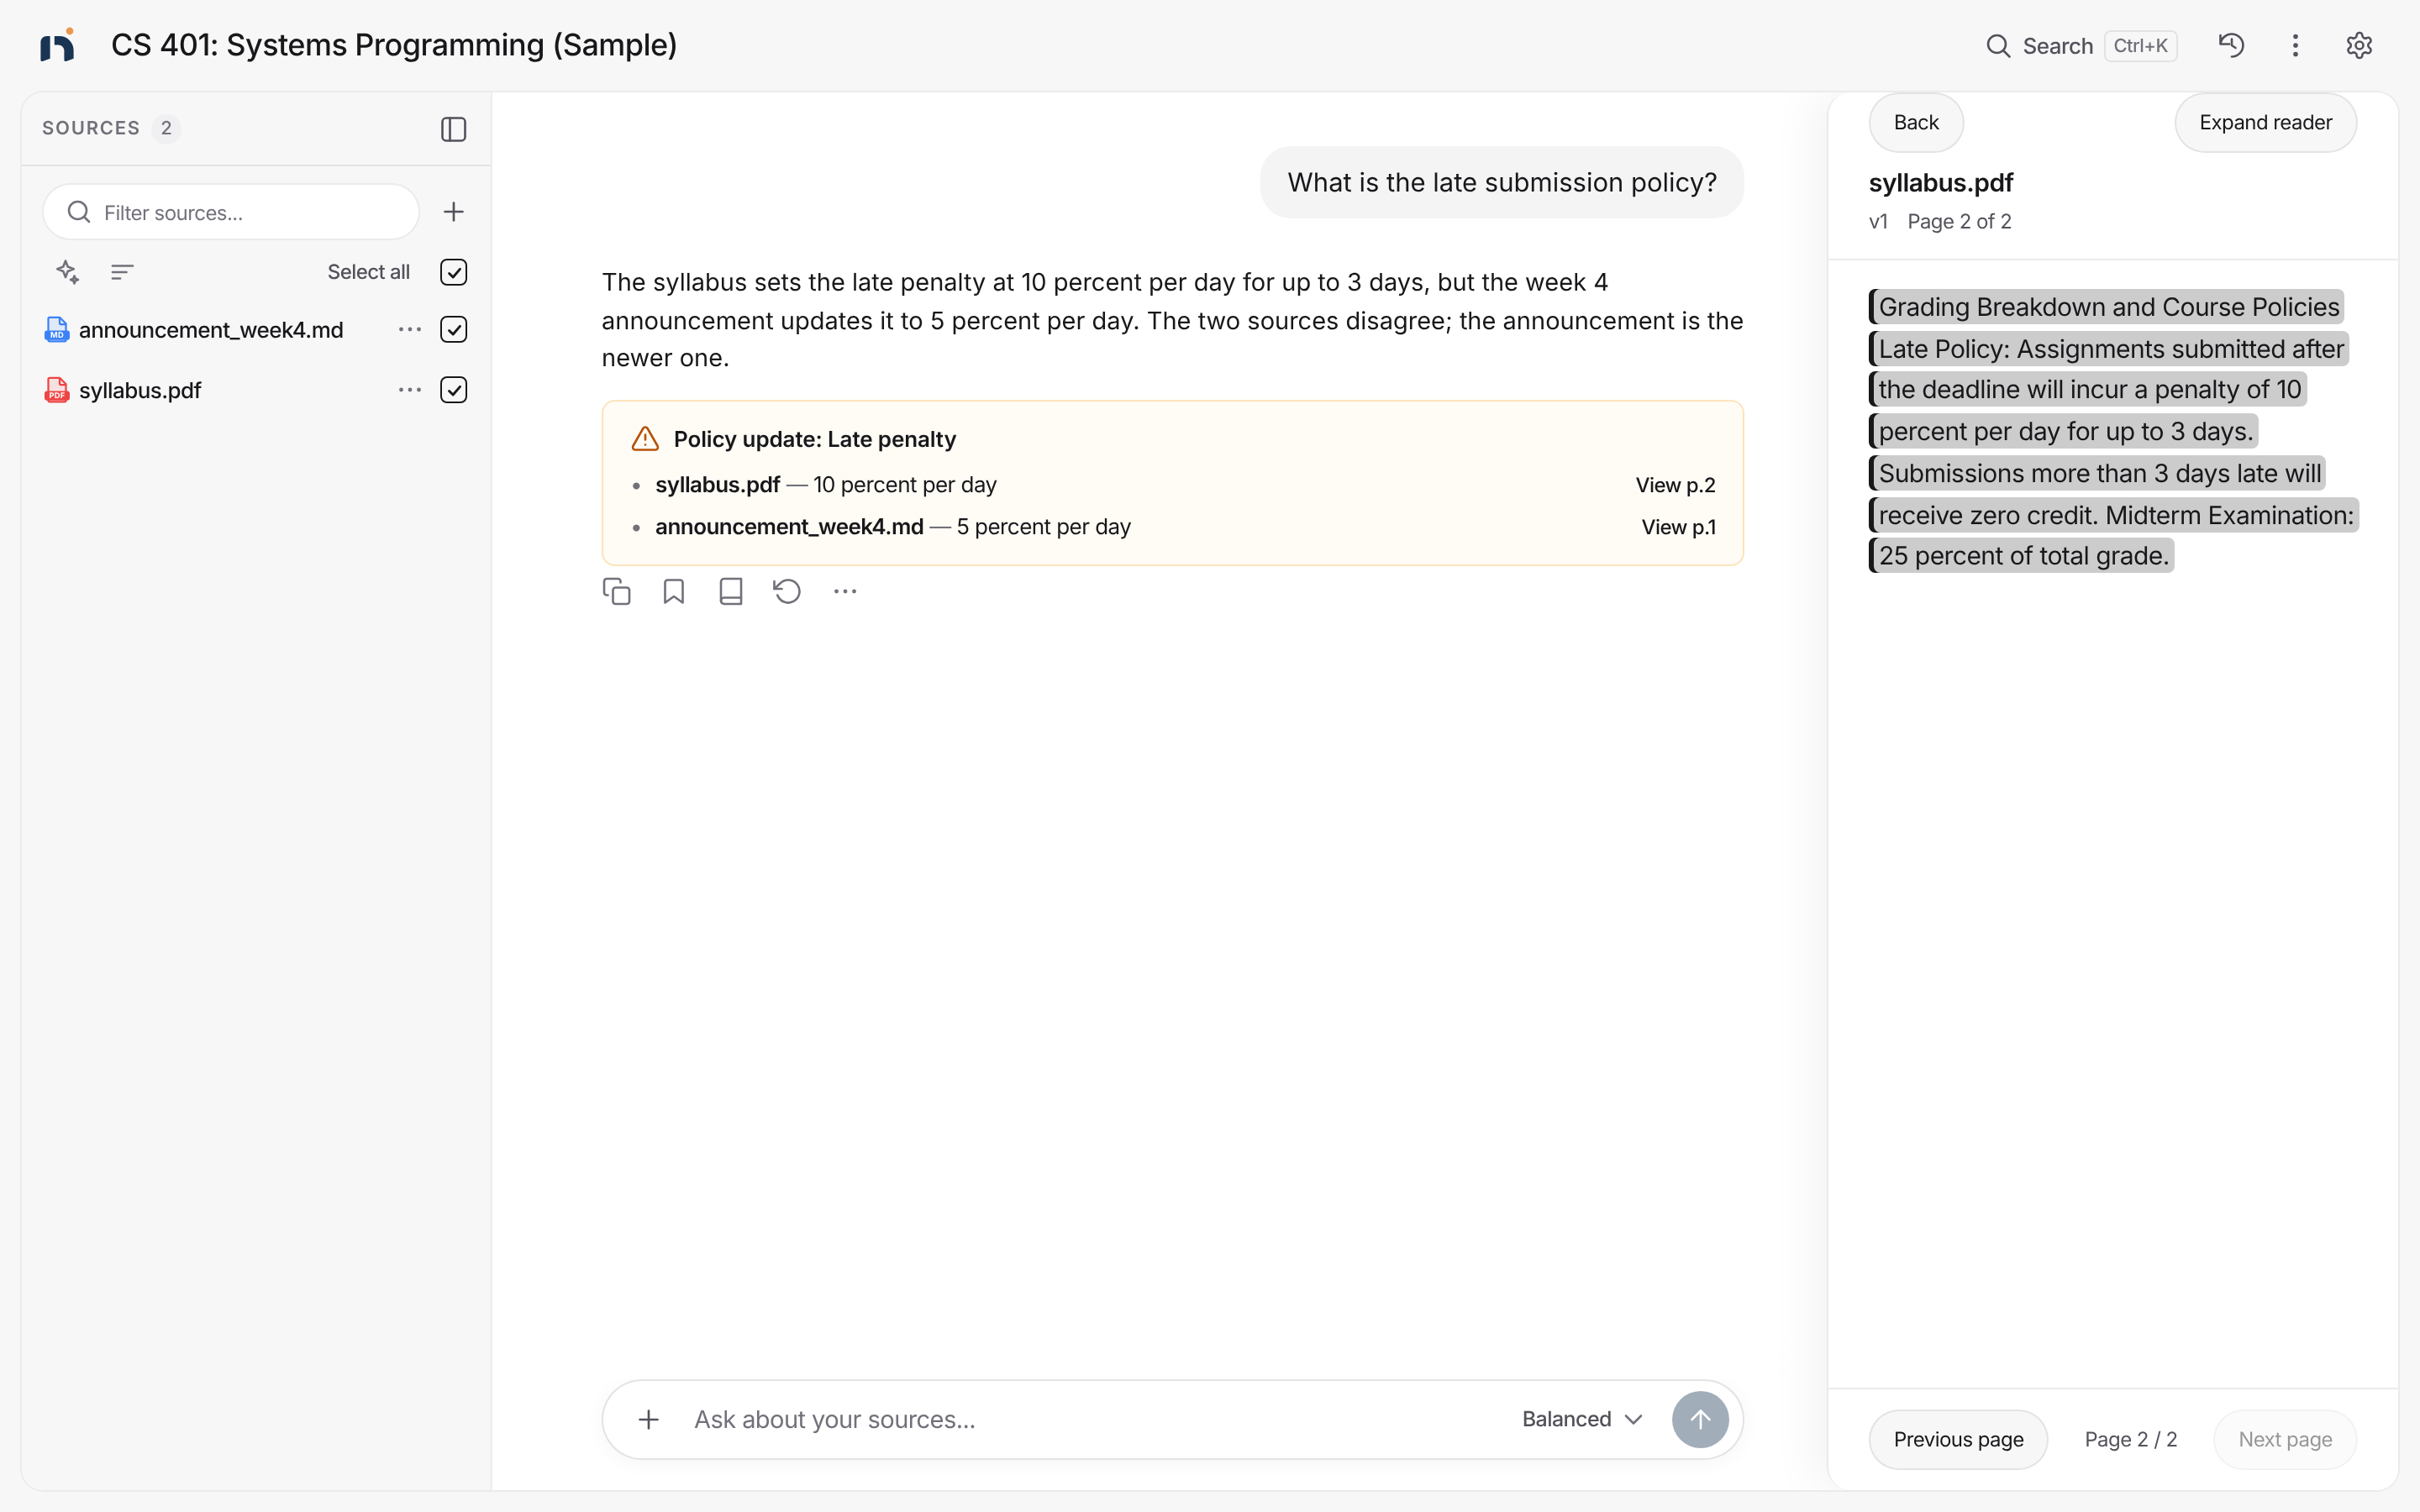 CS 401: Systems Programming (Sample)
Search Ctrl+K
SOURCES 2
Filter sources...
Select all
MD announcement_week4.md
PDF syllabus.pdf
What is the late submission policy?
The syllabus sets the late penalty at 10 percent per day for up to 3 days, but the week 4
announcement updates it to 5 percent per day. The two sources disagree; the announcement is the
newer one.
Policy update: Late penalty
• syllabus.pdf — 10 percent per day View p.2
• announcement_week4.md — 5 percent per day View p.1
Ask about your sources...
Balanced
Back
Expand reader
syllabus.pdf
v1 Page 2 of 2
Grading Breakdown and Course Policies
Late Policy: Assignments submitted after
the deadline will incur a penalty of 10
percent per day for up to 3 days.
Submissions more than 3 days late will
receive zero credit. Midterm Examination:
25 percent of total grade.
Previous page
Page 2 / 2
Next page